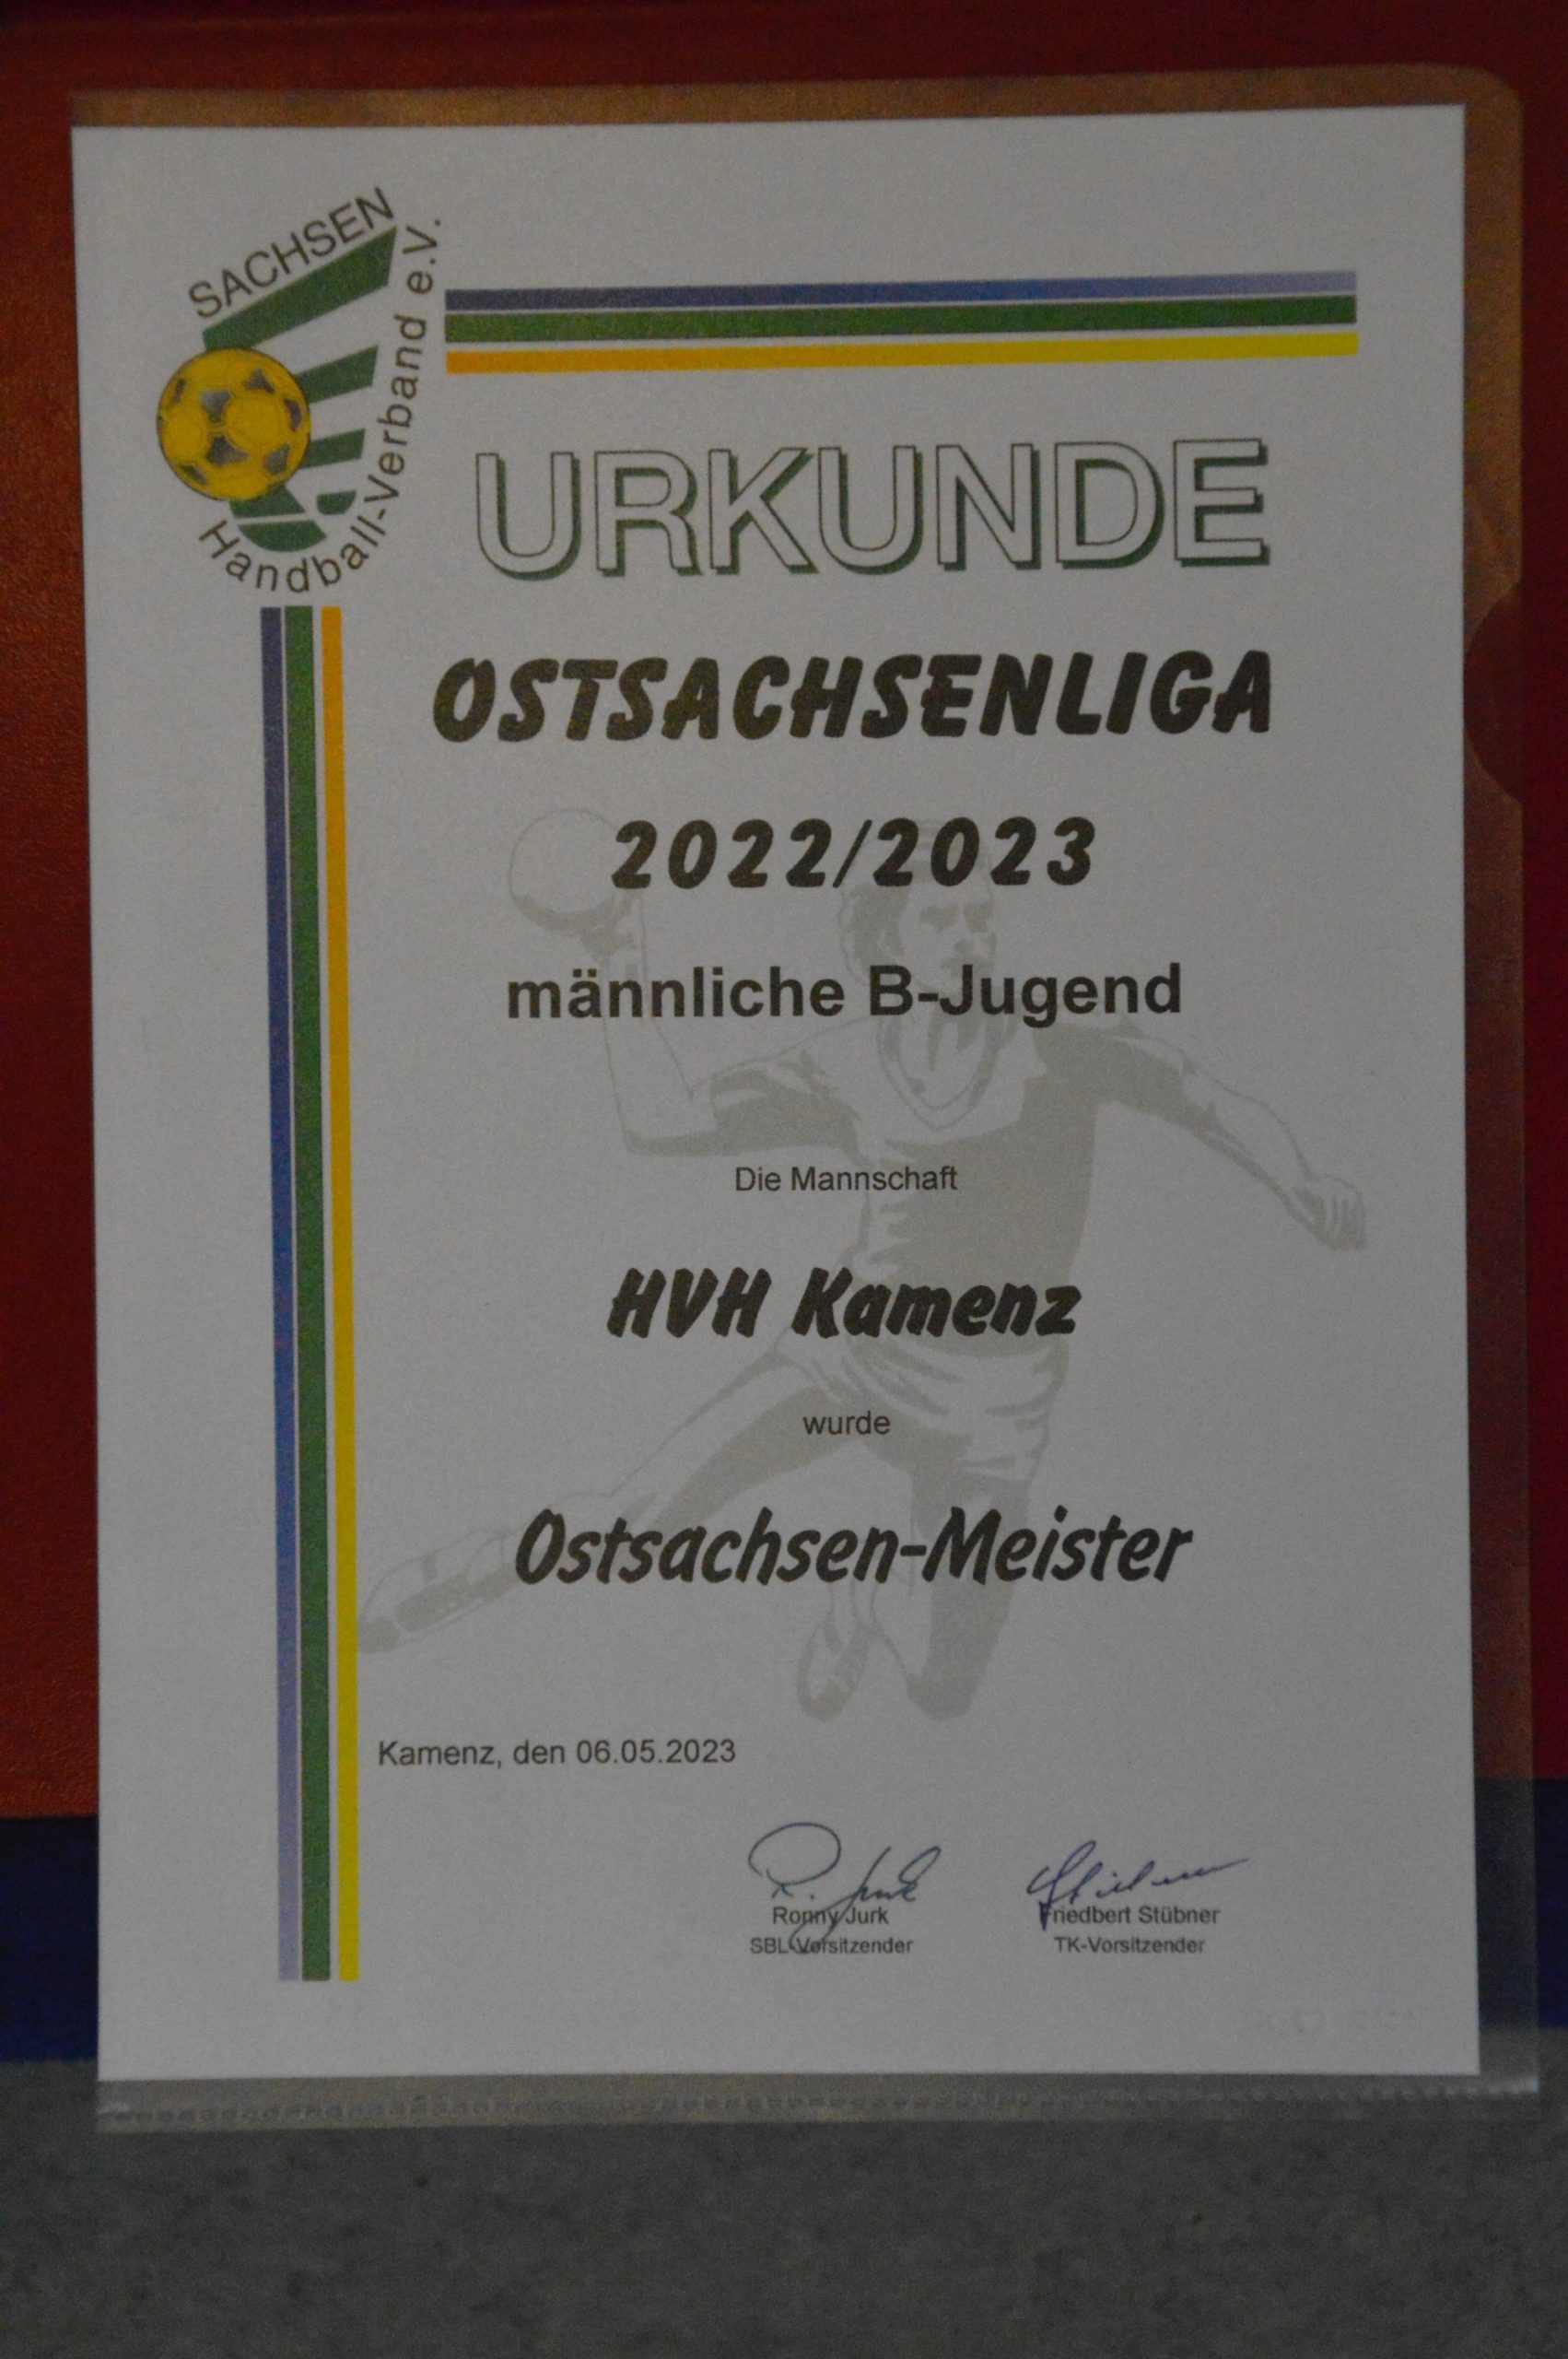 SACHSEN
Handball-Verband e.V.
URKUNDE
OSTSACHSENLIGA
2022/2023
männliche B-Jugend
Die Mannschaft
HVH Kamenz
wurde
Ostsachsen-Meister
Kamenz, den 06.05.2023
R. Jurk
Ronny Jurk Friedbert Stübner
SBL-Vorsitzender TK-Vorsitzender